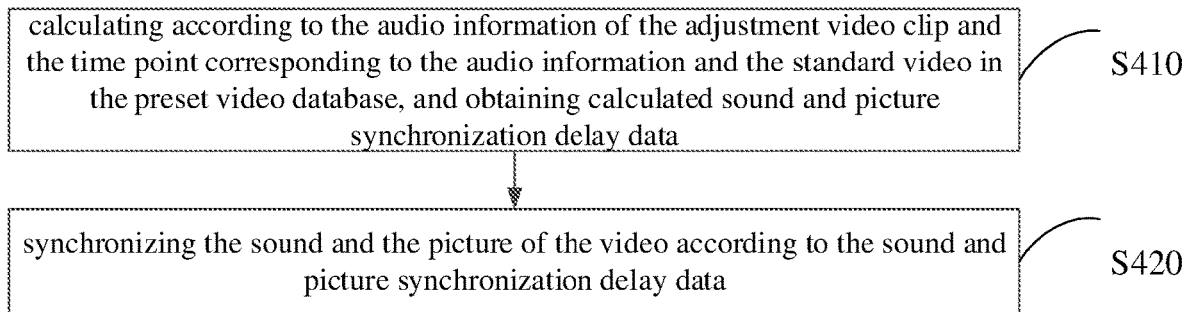 calculating according to the audio information of the adjustment video clip and
the time point corresponding to the audio information and the standard video in
the preset video database, and obtaining calculated sound and picture
synchronization delay data
S410
synchronizing the sound and the picture of the video according to the sound and
picture synchronization delay data
S420